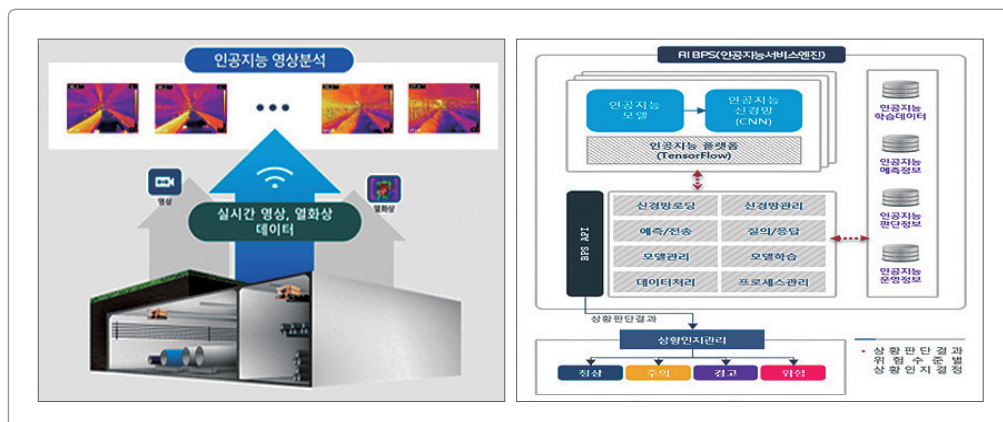 인공지능 영상분석
영상
열화상
실시간 영상, 열화상
데이터
AI BPS(인공지능서비스엔진)
인공지능
모델
인공지능
신경망
(CNN)
인공지능 플랫폼
(TensorFlow)
BPS API
신경망로딩
신경망관리
예측/전송
질의/응답
모델관리
모델학습
데이터처리
프로세스관리
인공지능
학습데이터
인공지능
예측정보
인공지능
판단정보
인공지능
운영정보
상황판단결과
상황인지관리
정상
주의
경고
위험
• 상황판단결과
위험수준별
상황인지결정